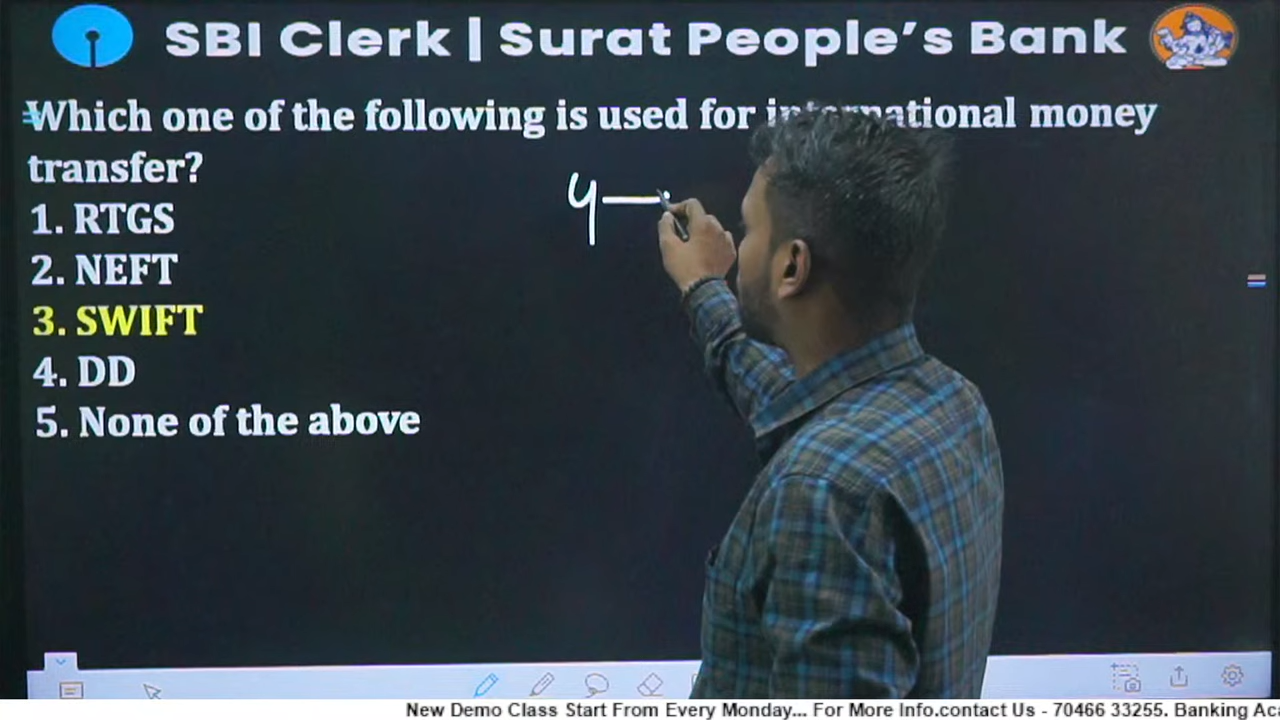 SBI Clerk | Surat People's Bank
Which one of the following is used for international money
transfer?
1. RTGS
2. NEFT
3. SWIFT
4. DD
5. None of the above
New Demo Class Start From Every Monday... For More Info.contact Us - 70466 33255. Banking